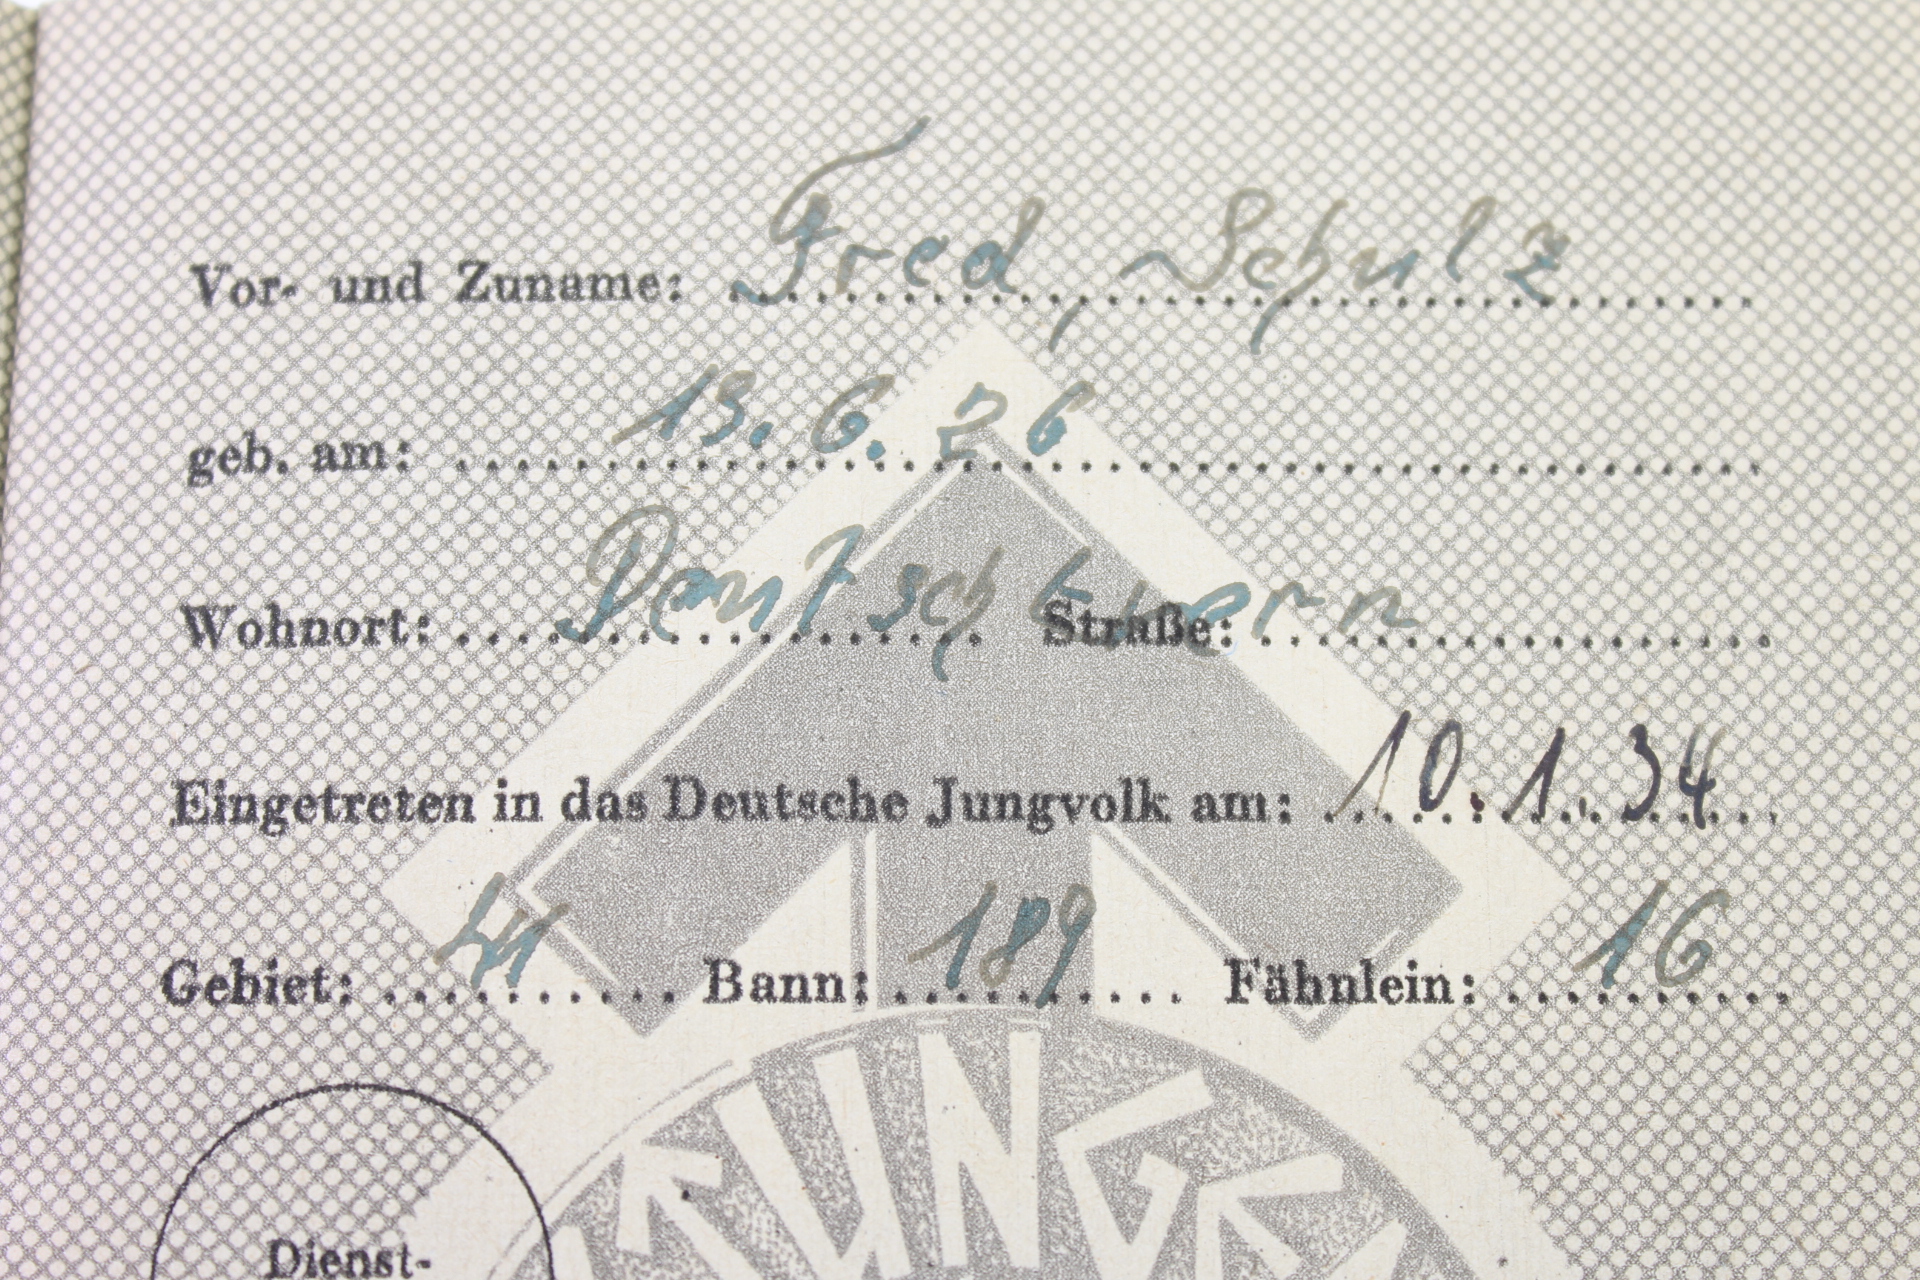 Vor- und Zuname: Fred, Schulz
geb. am: 13.6.26
Wohnort: Straße:
Eingetreten in das Deutsche Jungvolk am: 10.1.34
Gebiet: Bann: 189 Fähnlein: 16
JUNGV
Dienst-